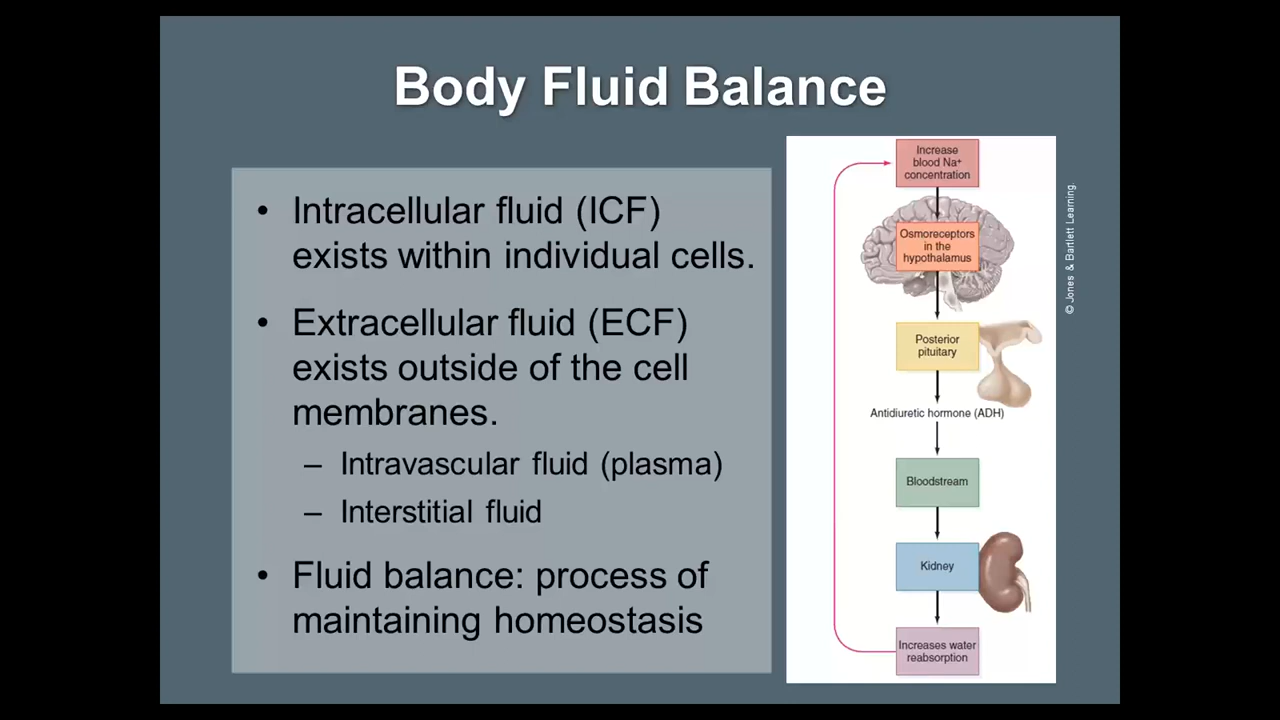 Body Fluid Balance
• Intracellular fluid (ICF)
exists within individual cells.
• Extracellular fluid (ECF)
exists outside of the cell
membranes.
– Intravascular fluid (plasma)
– Interstitial fluid
• Fluid balance: process of
maintaining homeostasis
Increase
blood Na⁺
concentration
Osmoreceptors
in the
hypothalamus
Posterior
pituitary
Antidiuretic hormone (ADH)
Bloodstream
Kidney
Increases water
reabsorption
© Jones & Bartlett Learning.